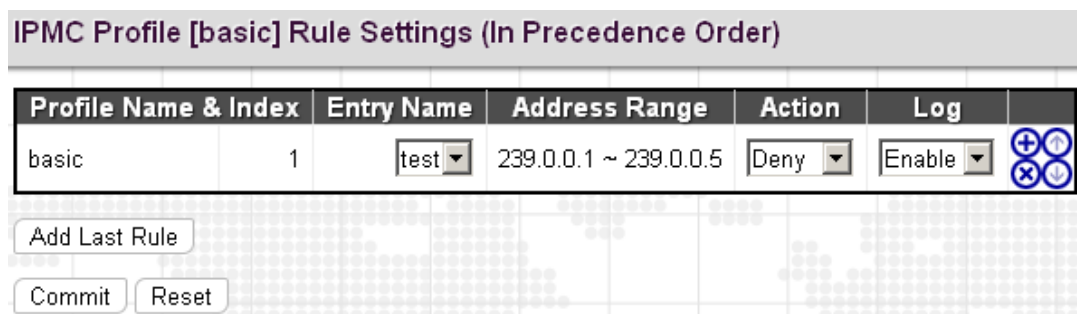 IPMC Profile [basic] Rule Settings (In Precedence Order)
Profile Name & Index Entry Name Address Range Action Log
basic 1 test 239.0.0.1 ~ 239.0.0.5 Deny Enable
Add Last Rule
Commit Reset